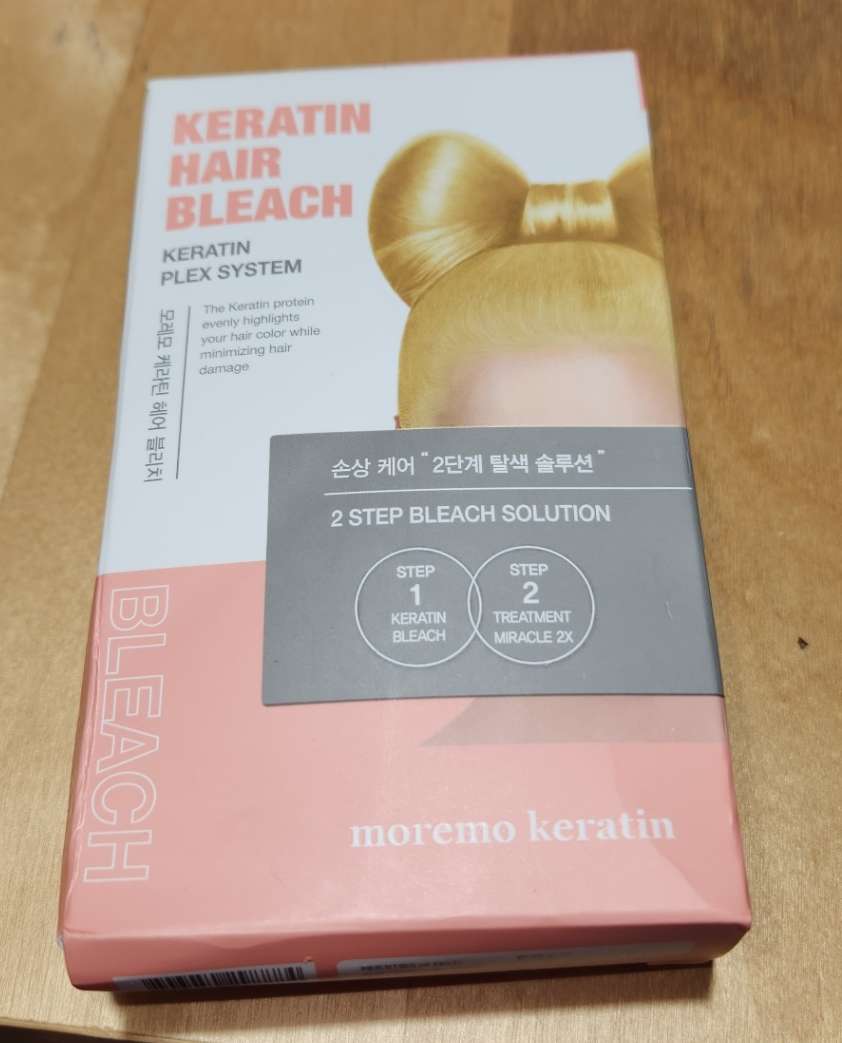 KERATIN
HAIR
BLEACH
KERATIN
PLEX SYSTEM
The Keratin protein
evenly highlights
your hair color while
minimizing hair
damage
모레모 케라틴 헤어 블리치
손상 케어 " 2단계 탈색 솔루션 "
2 STEP BLEACH SOLUTION
STEP
1
KERATIN
BLEACH
STEP
2
TREATMENT
MIRACLE 2X
BLEACH
moremo keratin